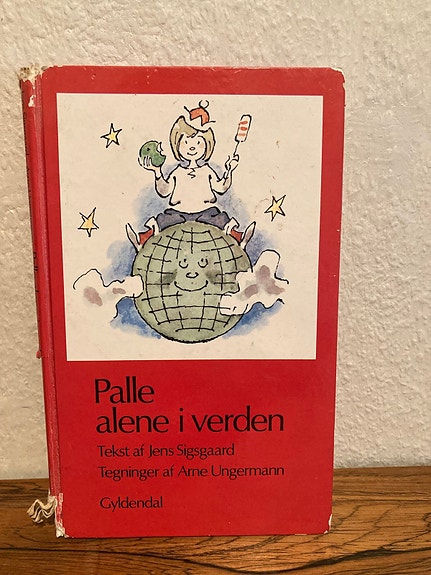 Palle
alene i verden
Tekst af Jens Sigsgaard
Tegninger af Arne Ungermann
Gyldendal